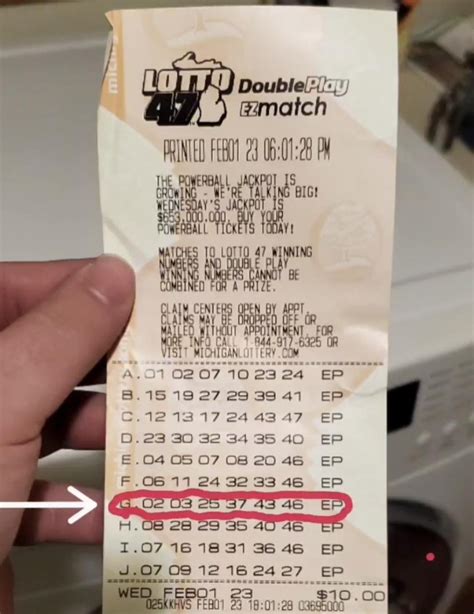 LOTTO DoublePlay
47 EZmatch
PRINTED FEB01 23 06:01:28 PM
THE POWERBALL JACKPOT IS
GROWING - WE'RE TALKING BIG!
WEDNESDAY'S JACKPOT IS
$653,000,000. BUY YOUR
POWERBALL TICKETS TODAY!
MATCHES TO LOTTO 47 WINNING
NUMBERS AND DOUBLE PLAY
WINNING NUMBERS CANNOT BE
COMBINED FOR A PRIZE.
CLAIM CENTERS OPEN BY APPT.
CLAIMS MAY BE DROPPED OFF OR
MAILED WITHOUT APPOINTMENT. FOR
MORE INFO CALL 1-844-917-6325 OR
VISIT MICHIGANLOTTERY.COM
A.01 02 07 10 23 24 EP
B.15 19 27 29 39 41 EP
C.12 13 17 24 43 47 EP
D.23 30 32 34 35 40 EP
E.04 05 07 08 20 46 EP
F.06 11 24 32 33 46 EP
G.02 03 25 37 43 46 EP
H.08 28 29 35 40 46 EP
I.07 16 18 31 36 46 EP
J.07 09 12 16 24 27 EP
WED FEB01 23 $10.00
025KKHVS FEB01 23 18:01:28 03695000